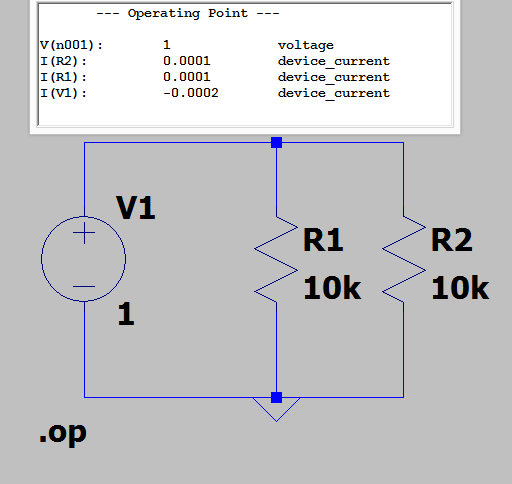 --- Operating Point ---
V(n001): 1 voltage
I(R2): 0.0001 device_current
I(R1): 0.0001 device_current
I(V1): -0.0002 device_current
V1
R1
R2
10k
10k
1
.op